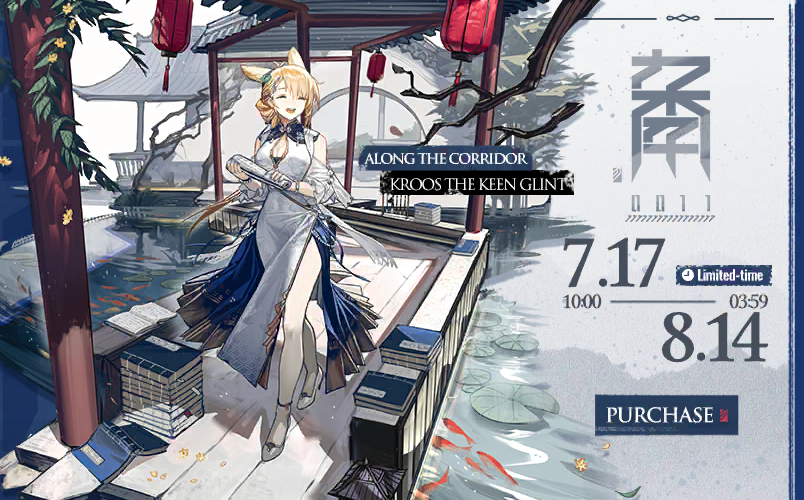 ALONG THE CORRIDOR
KROOS THE KEEN GLINT
0011
7.17
Limited-time
10:00
03:59
8.14
PURCHASE